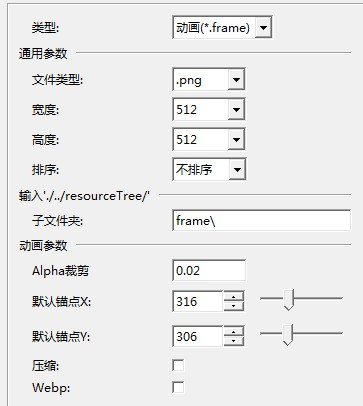 类型: 动画(*.frame)
通用参数
文件类型: .png
宽度: 512
高度: 512
排序: 不排序
输入'./../resourceTree/'
子文件夹: frame\
动画参数
Alpha裁剪 0.02
默认锚点X: 316
默认锚点Y: 306
压缩:
Webp: